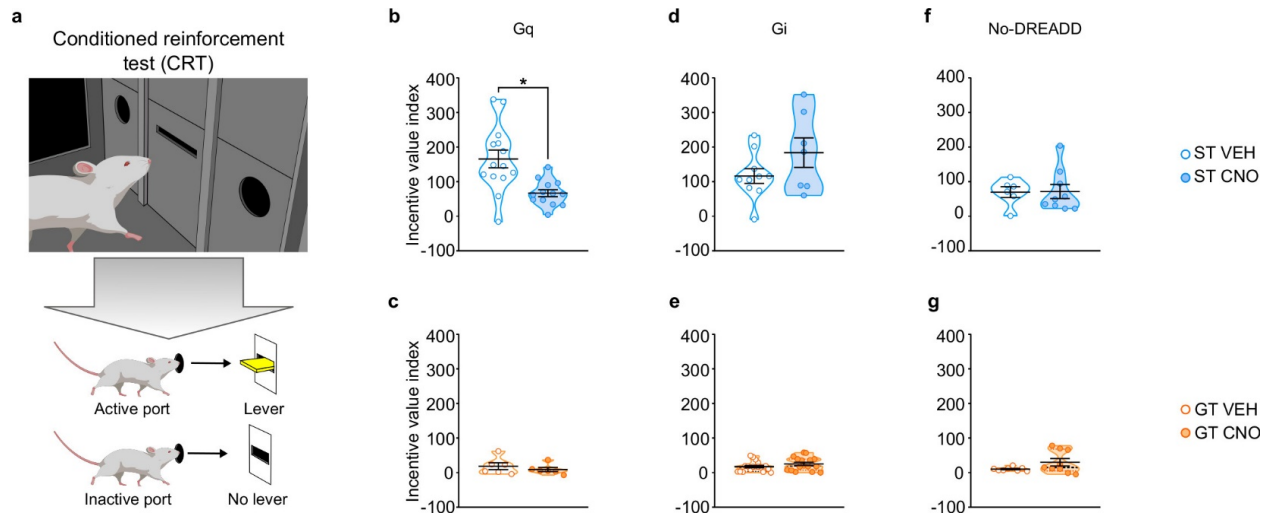 a
Conditioned reinforcement
test (CRT)
Active port
Lever
Inactive port
No lever
b
Gq
Incentive value index
400
300
200
100
0
-100
*
d
Gi
400
300
200
100
0
-100
f
No-DREADD
400
300
200
100
0
-100
ST VEH
ST CNO
c
Incentive value index
400
300
200
100
0
-100
e
400
300
200
100
0
-100
g
400
300
200
100
0
-100
GT VEH
GT CNO